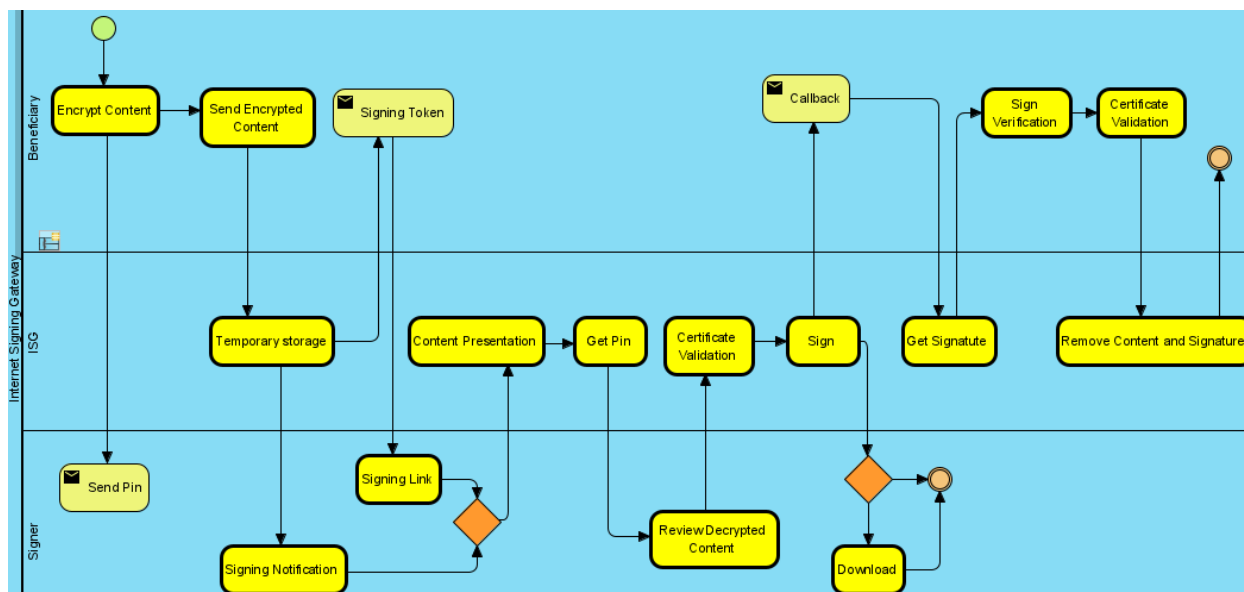 Internet Signing Gateway
Beneficiary
Encrypt Content
Send Encrypted
Content
Signing Token
Callback
Sign
Verification
Certificate
Validation
ISG
Temporary storage
Content Presentation
Get Pin
Certificate
Validation
Sign
Get Signatute
Remove Content and Signature
Signer
Send Pin
Signing Link
Signing Notification
Review Decrypted
Content
Download